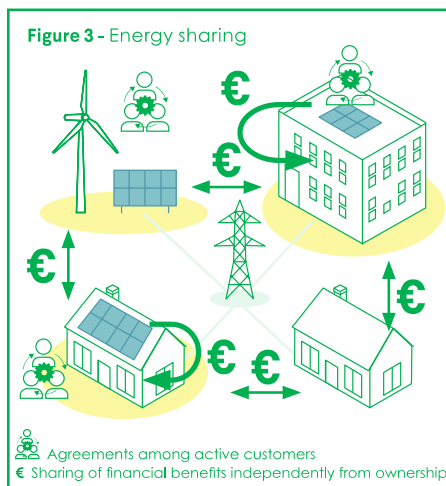 Figure 3 - Energy sharing
€
€
€
€
€
€
Agreements among active customers
€ Sharing of financial benefits independently from ownership